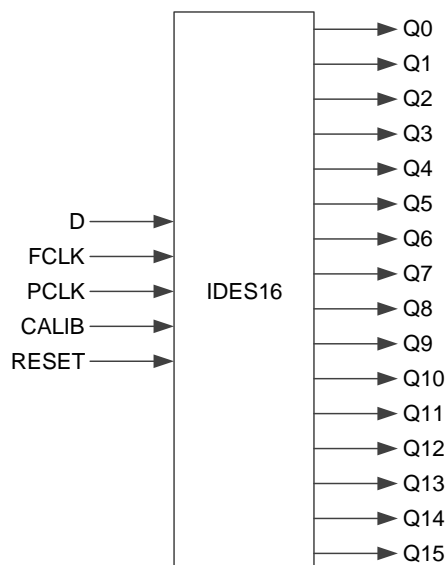 Q0
Q1
Q2
Q3
Q4
Q5
D
Q6
FCLK
Q7
PCLK
IDES16
Q8
CALIB
Q9
RESET
Q10
Q11
Q12
Q13
Q14
Q15